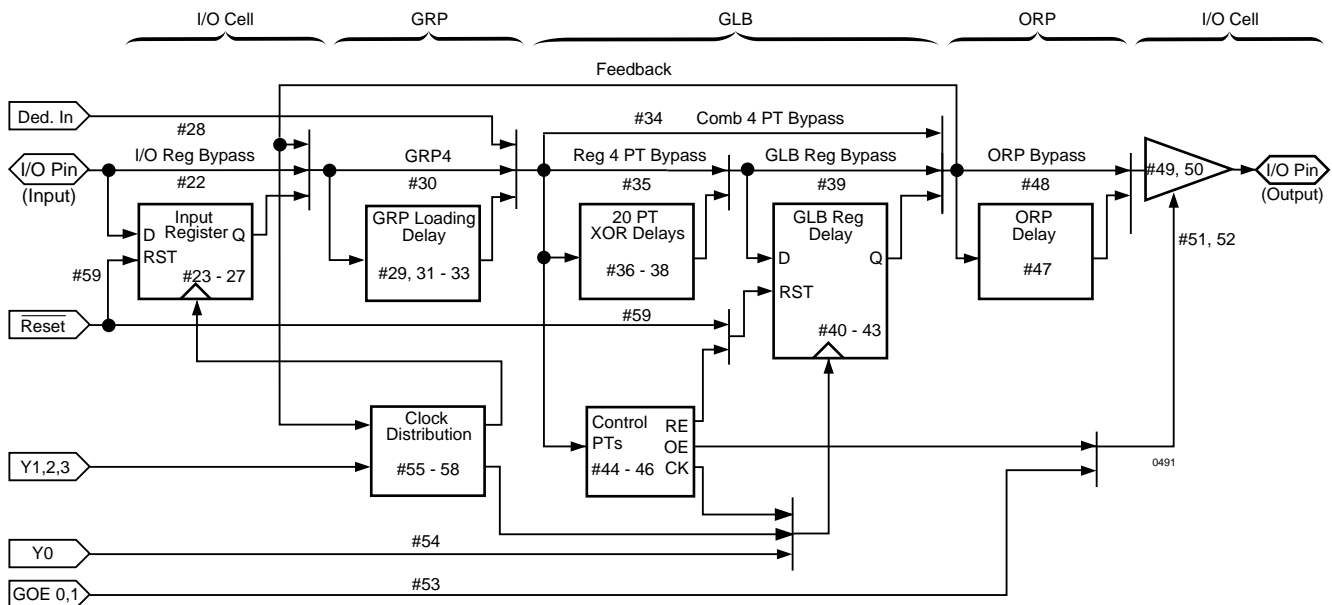 I/O Cell
GRP
GLB
ORP
I/O Cell
Feedback
Ded. In
#28
#34
Comb 4 PT Bypass
I/O Pin
(Input)
I/O Reg Bypass
#22
GRP4
#30
Reg 4 PT Bypass
#35
GLB Reg Bypass
#39
ORP Bypass
#48
#49, 50
I/O Pin
(Output)
Input
Register
D
Q
RST
#23 - 27
GRP Loading
Delay
#29, 31 - 33
20 PT
XOR Delays
#36 - 38
GLB Reg
Delay
D
Q
RST
#40 - 43
ORP
Delay
#47
#51, 52
#59
Reset
#59
Clock
Distribution
#55 - 58
Control
PTs
#44 - 46
RE
OE
CK
0491
Y1,2,3
Y0
#54
GOE 0,1
#53